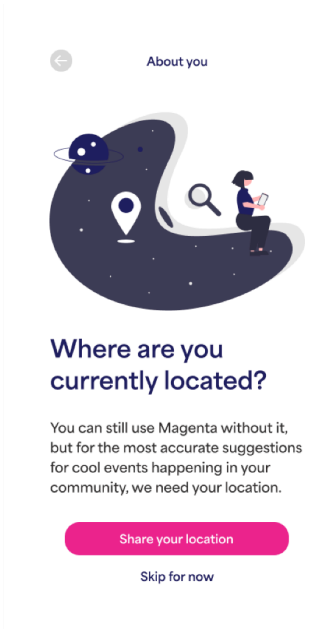 About you
Where are you
currently located?
You can still use Magenta without it,
but for the most accurate suggestions
for cool events happening in your
community, we need your location.
Share your location
Skip for now